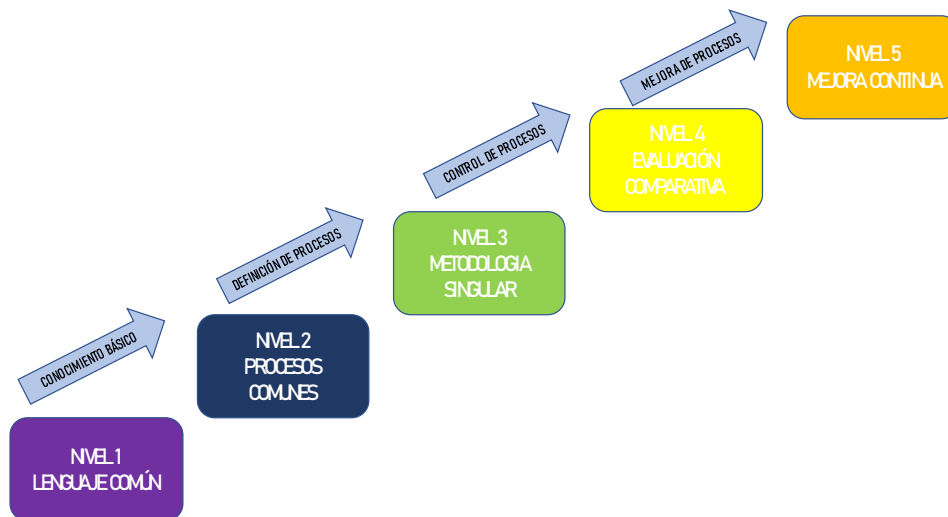 NIVEL 5
MEJORA CONTINUA
MEJORA DE PROCESOS
NIVEL 4
EVALUACIÓN
COMPARATIVA
CONTROL DE PROCESOS
NIVEL 3
METODOLOGIA
SINGULAR
DEFINICIÓN DE PROCESOS
NIVEL 2
PROCESOS
COMUNES
CONOCIMIENTO BÁSICO
NIVEL 1
LENGUAJE COMÚN